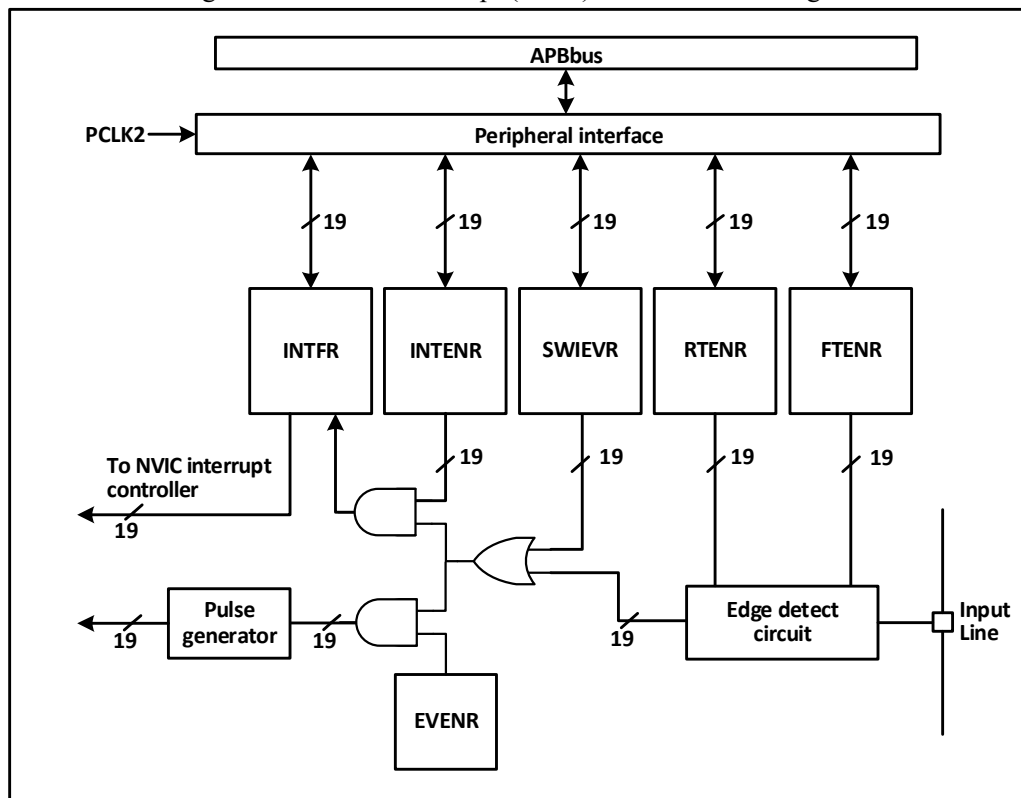 APBbus
PCLK2
Peripheral interface
19 19 19 19 19
INTFR INTENR SWIEVR RTENR FTENR
19 19 19 19
To NVIC interrupt
controller
19
Pulse
generator
19 19
Edge detect
circuit
19
Input
Line
EVENR